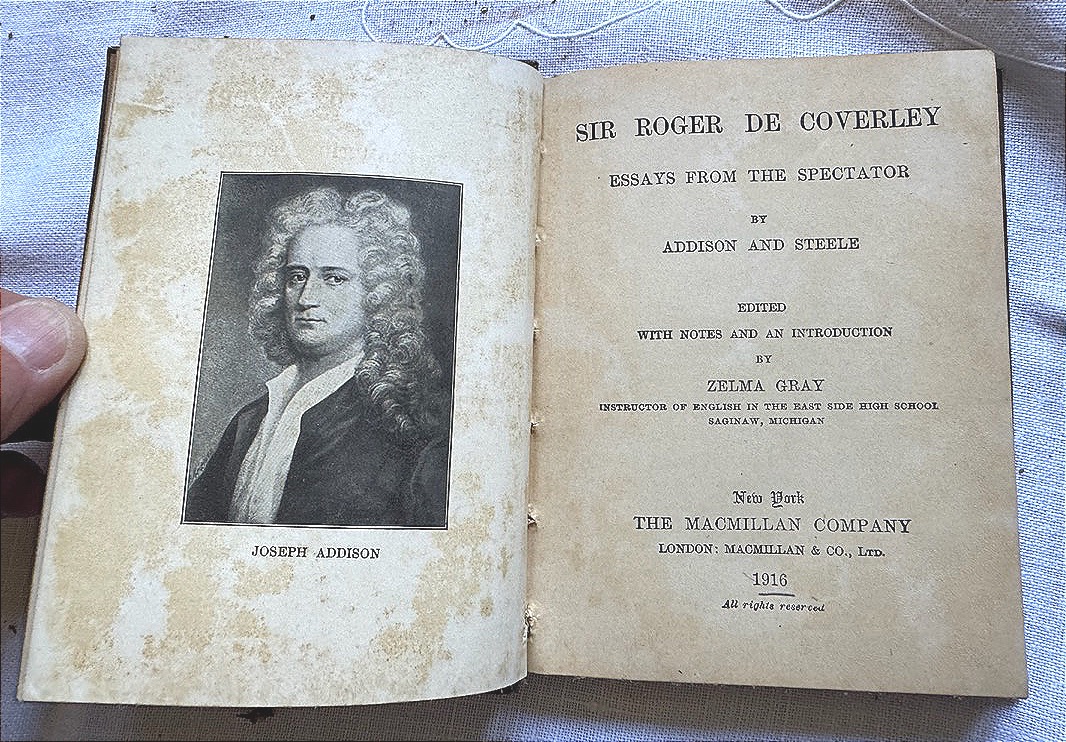 JOSEPH ADDISON
SIR ROGER DE COVERLEY
ESSAYS FROM THE SPECTATOR
BY
ADDISON AND STEELE
EDITED
WITH NOTES AND AN INTRODUCTION
BY
ZELMA GRAY
INSTRUCTOR OF ENGLISH IN THE EAST SIDE HIGH SCHOOL
SAGINAW, MICHIGAN
New York
THE MACMILLAN COMPANY
LONDON: MACMILLAN & CO., LTD.
1916
All rights reserved